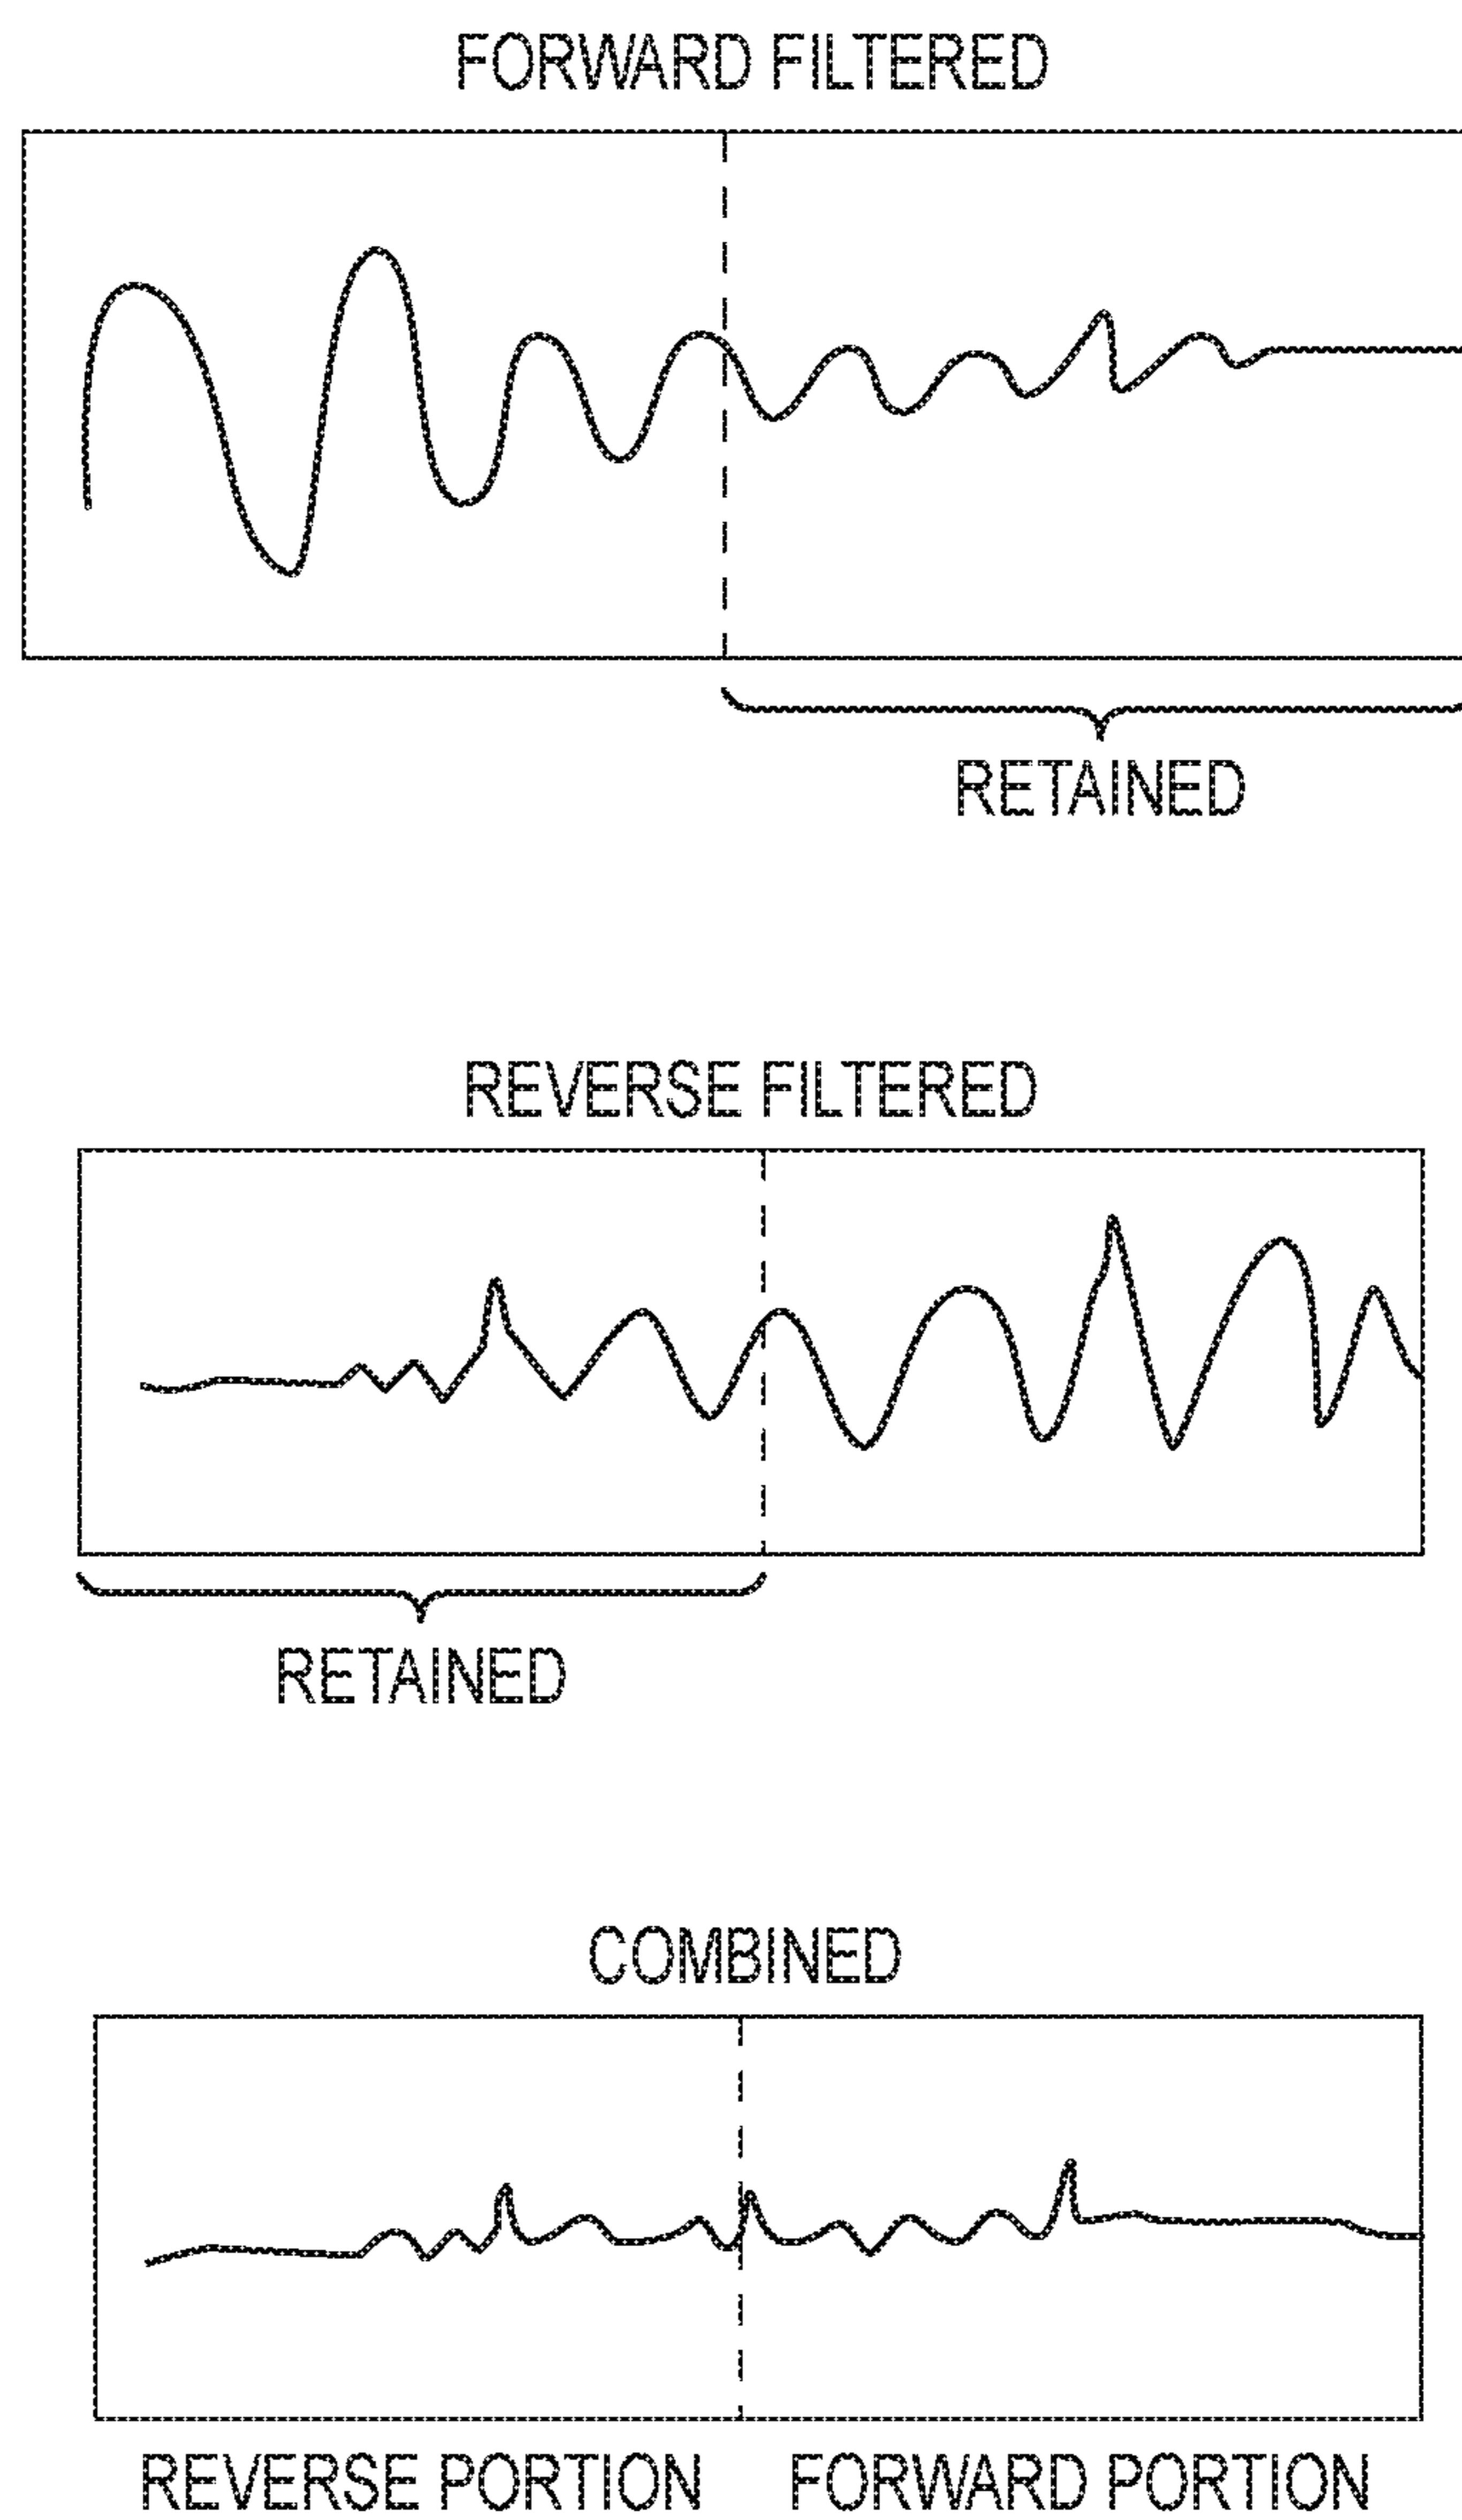 FORWARD FILTERED
RETAINED
REVERSE FILTERED
RETAINED
COMBINED
REVERSE PORTION FORWARD PORTION